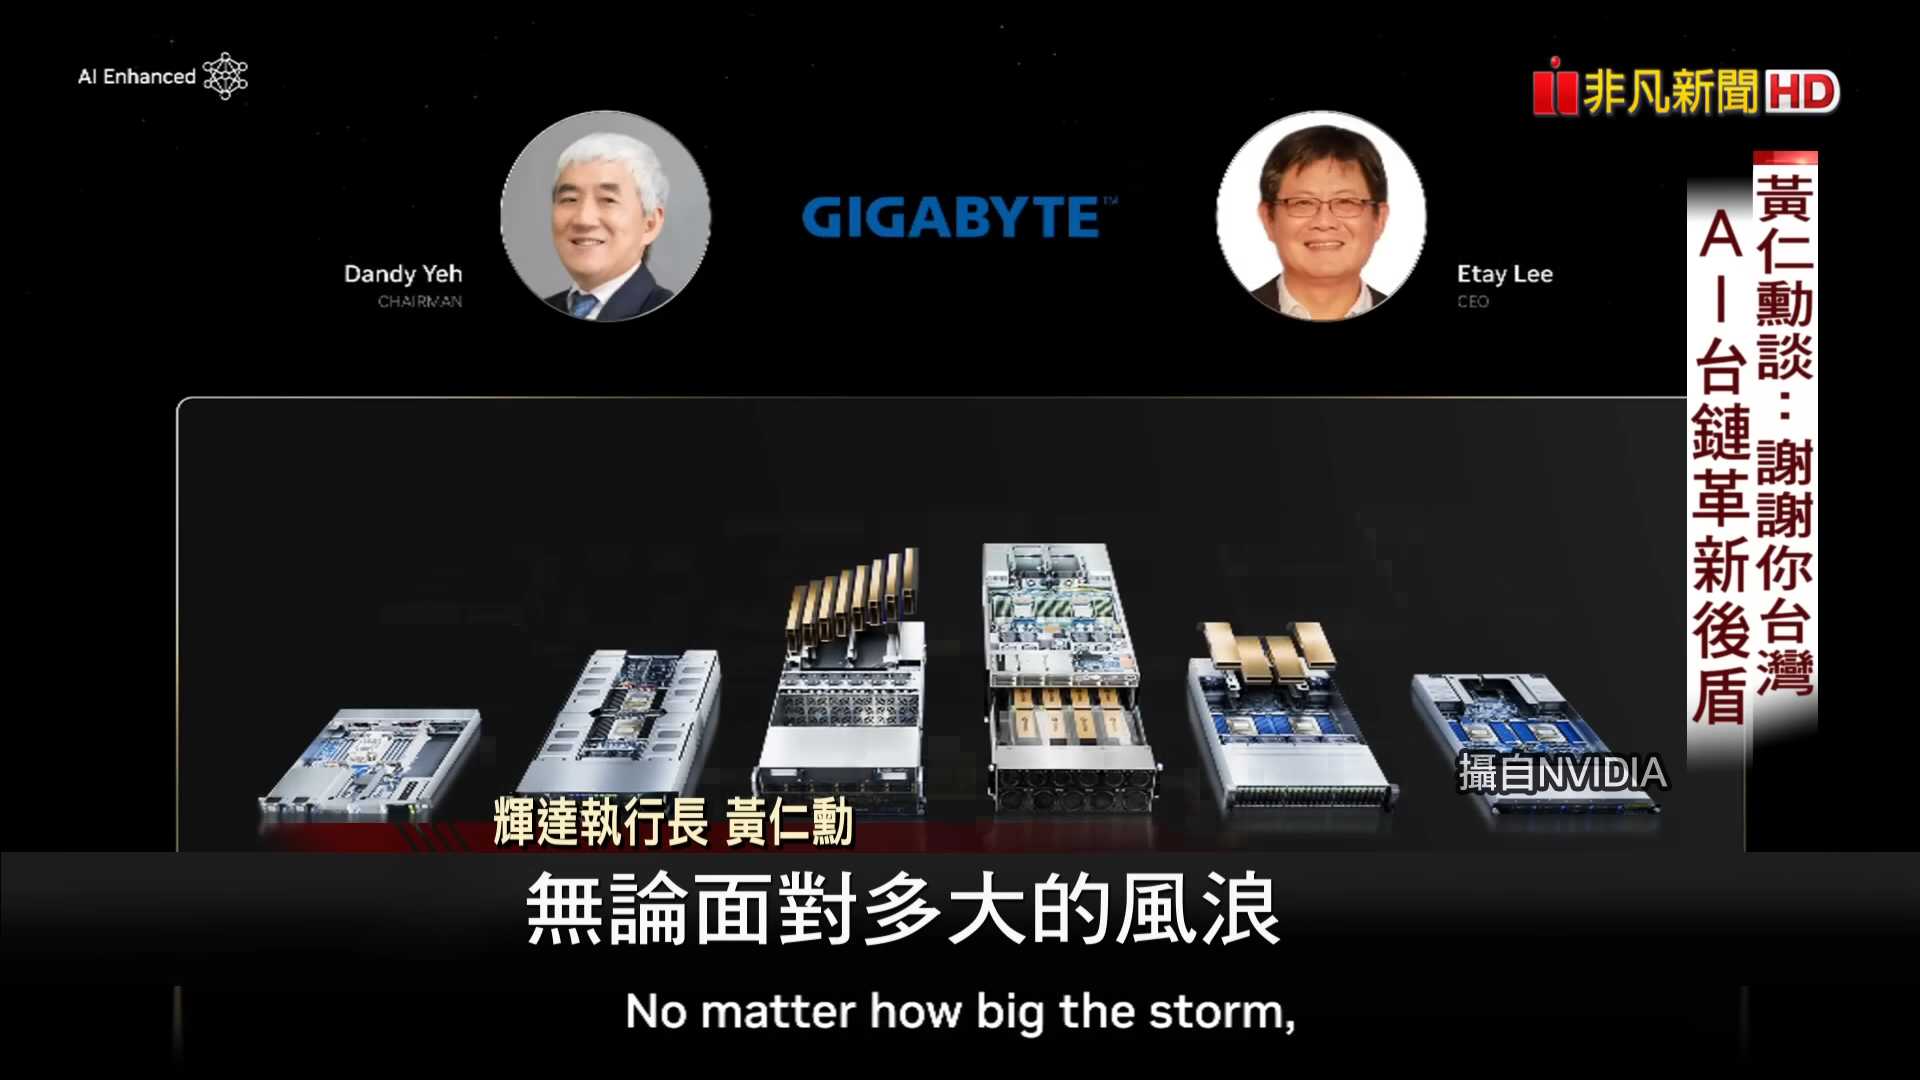 AI Enhanced
非凡新聞HD
GIGABYTE™
Dandy Yeh
CHAIRMAN
Etay Lee
CEO
黃仁勳談：謝謝你台灣
AI台鏈革新後盾
攝自NVIDIA
輝達執行長 黃仁勳
無論面對多大的風浪
No matter how big the storm,